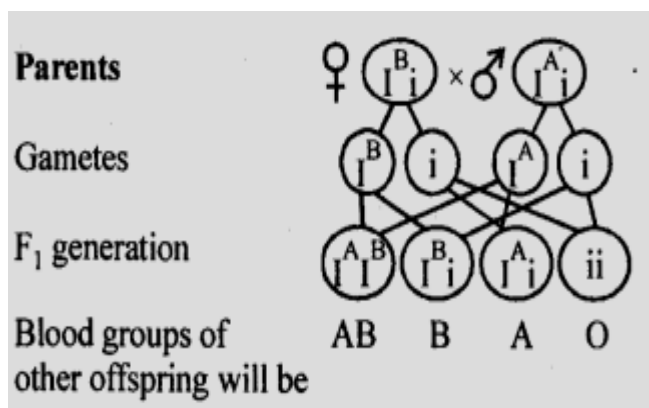 Parents ♀ I^B i × ♂ I^A i
Gametes I^B i I^A i
F₁ generation I^A I^B I^B i I^A i ii
Blood groups of AB B A O
other offspring will be